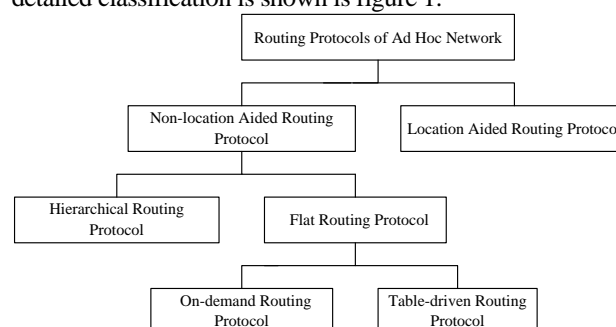 detailed classification is shown is figure 1.
Routing Protocols of Ad Hoc Network
Non-location Aided Routing
Protocol
Location Aided Routing Protoco
Hierarchical Routing
Protocol
Flat Routing Protocol
On-demand Routing
Protocol
Table-driven Routing
Protocol